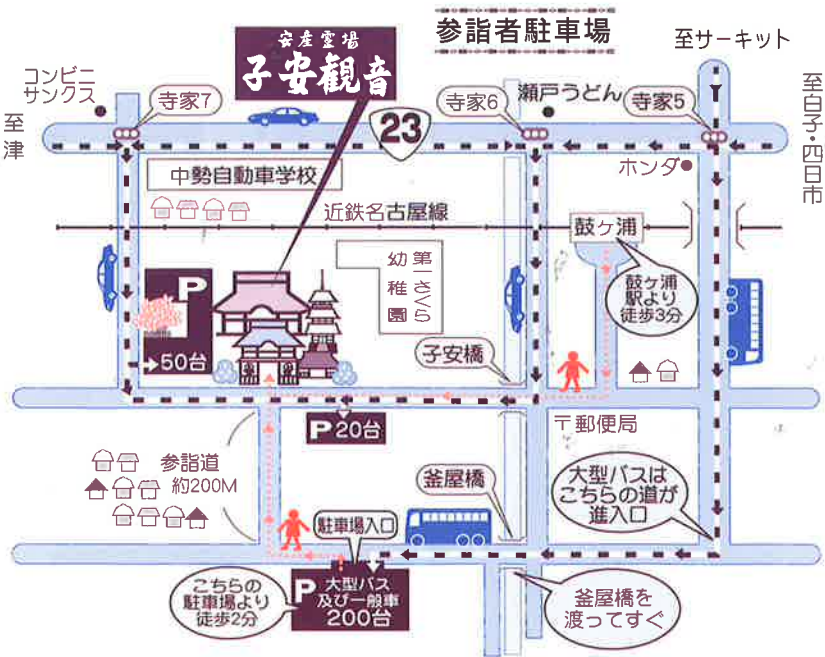 参詣者駐車場
至サーキット
安産霊場
子安観音
コンビニ
サンクス
寺家7
寺家6
瀬戸うどん
寺家5
至津
23
至白子・四日市
中勢自動車学校
ホンダ
近鉄名古屋線
鼓ヶ浦
第一さくら
幼稚園
鼓ヶ浦
駅より
徒歩3分
P
50台
子安橋
P20台
〒郵便局
参詣道
約200M
釜屋橋
大型バスは
こちらの道が
進入口
駐車場入口
こちらの
駐車場より
徒歩2分
P
大型バス
及び一般車
200台
釜屋橋を
渡ってすぐ